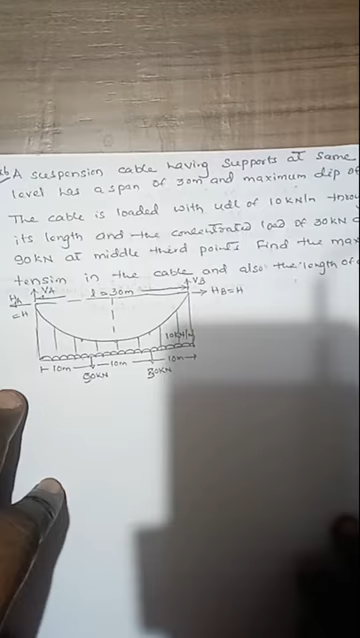 A suspension cable having supports at same
level has a span of 30m and maximum dip of
The cable is loaded with udl of 10kN/m throu
its length and the concentrated load of 30kN a
90kN at middle third points Find the max
tension in the cable and also the length of
HA VA l = 30m VB HB=H
=H
10kN/m
10m 10m 10m
30kN 30kN